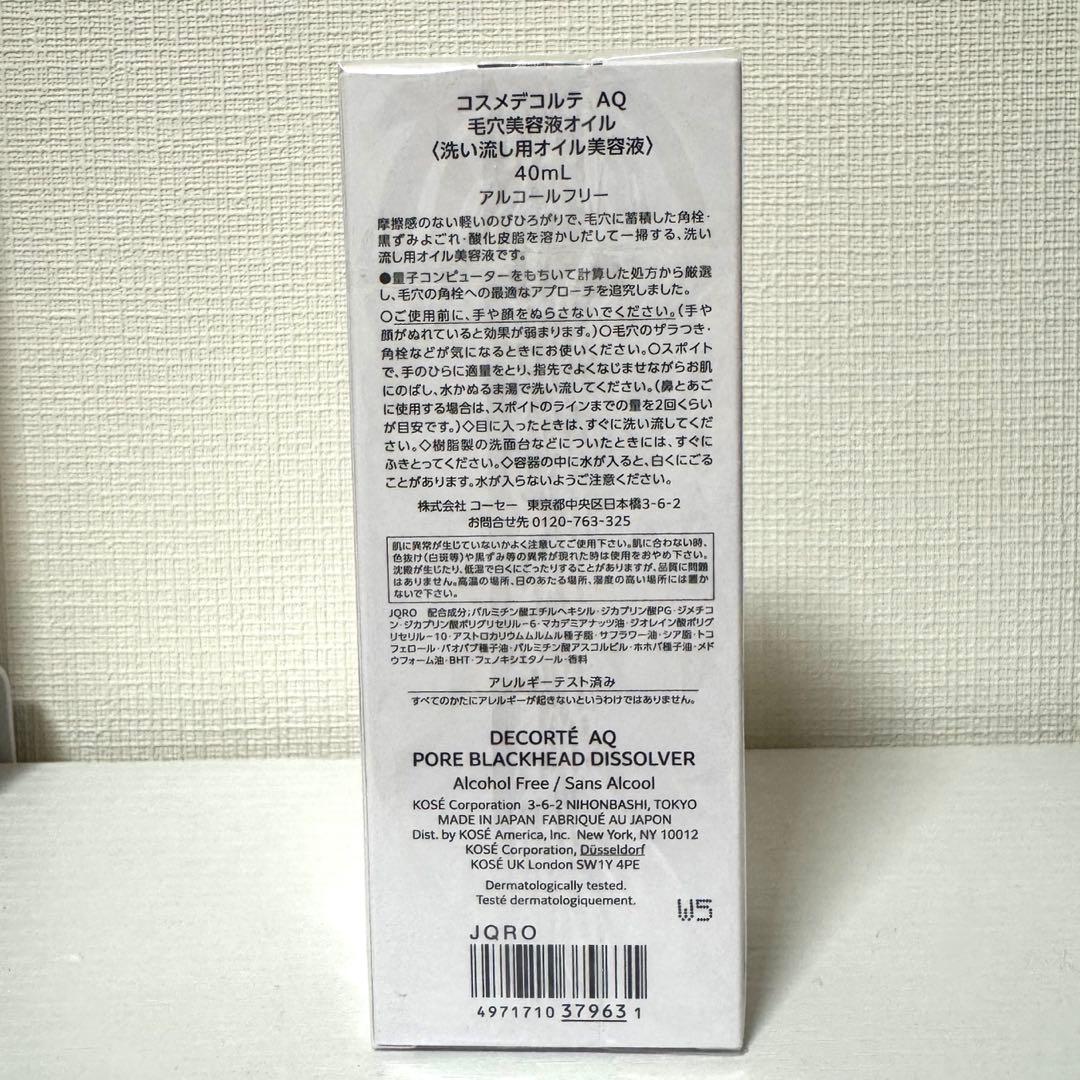 コスメデコルテ AQ
毛穴美容液オイル
〈洗い流し用オイル美容液〉
40mL
アルコールフリー
摩擦感のない軽いのびひろがりで、毛穴に蓄積した角栓・
黒ずみよごれ・酸化皮脂を溶かしだして一掃する、洗い
流し用オイル美容液です。
●量子コンピューターをもちいて計算した処方から厳選
し、毛穴の角栓への最適なアプローチを追究しました。
○ご使用前に、手や顔をぬらさないでください。(手や
顔がぬれていると効果が弱まります。)○毛穴のザラつき・
角栓などが気になるときにお使いください。○スポイト
で、手のひらに適量をとり、指先でよくなじませながらお肌
にのばし、水かぬるま湯で洗い流してください。(鼻とあご
に使用する場合は、スポイトのラインまでの量を2回くらい
が目安です。)◇目に入ったときは、すぐに洗い流してくだ
さい。◇樹脂製の洗面台などについたときには、すぐに
ふきとってください。◇容器の中に水が入ると、白くにごる
ことがあります。水が入らないようご注意ください。
株式会社 コーセー 東京都中央区日本橋3-6-2
お問合せ先 0120-763-325
肌に異常が生じていないかよく注意してご使用下さい。肌に合わない時、
色抜け(白斑等)や黒ずみ等の異常が現れた時は使用をおやめ下さい。
沈殿が生じたり、低温で白くにごったりすることがありますが、品質に問題
はありません。高温の場所、日のあたる場所、湿度の高い場所には置か
ないで下さい。
JQRO 配合成分;パルミチン酸エチルヘキシル・ジカプリン酸PG・ジメチコ
ン・ジカプリン酸ポリグリセリル-6・マカデミアナッツ油・ジオレイン酸ポリグ
リセリル-10・アストロカリウムムルムル種子脂・サフラワー油・シア脂・トコ
フェロール・バオバブ種子油・パルミチン酸アスコルビル・ホホバ種子油・メド
ウフォーム油・BHT・フェノキシエタノール・香料
アレルギーテスト済み
すべてのかたにアレルギーが起きないというわけではありません。
DECORTÉ AQ
PORE BLACKHEAD DISSOLVER
Alcohol Free / Sans Alcool
KOSÉ Corporation 3-6-2 NIHONBASHI, TOKYO
MADE IN JAPAN FABRIQUÉ AU JAPON
Dist. by KOSÉ America, Inc. New York, NY 10012
KOSÉ Corporation, Düsseldorf
KOSÉ UK London SW1Y 4PE
Dermatologically tested.
Testé dermatologiquement.
W5
JQRO
4971710 37963 1